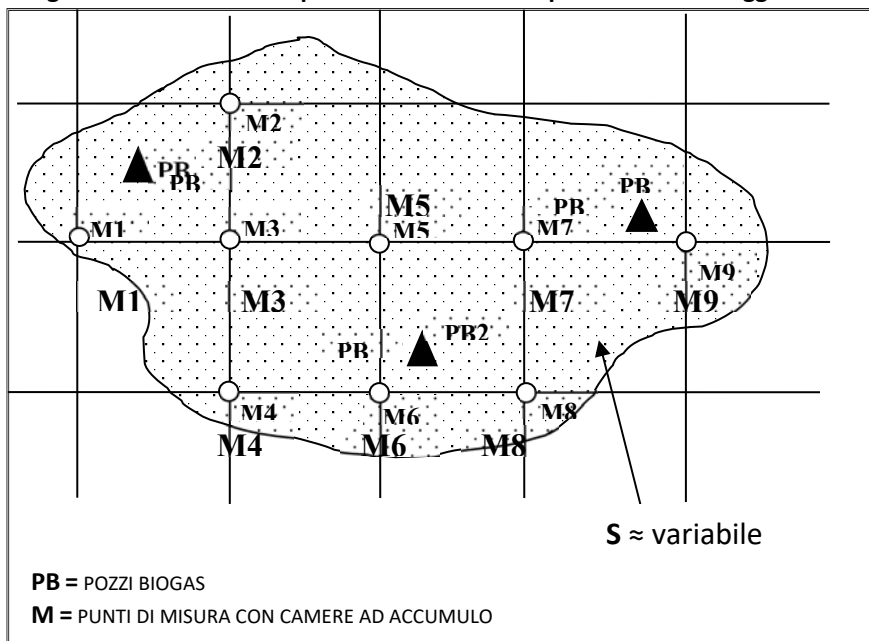 M2
M2
PB
PB
PB
PB
M5
M1
M3
M5
M7
M9
M1
M3
M7
M9
PB
PB2
M4
M6
M8
M4
M6
M8
S ≈ variabile
PB = POZZI BIOGAS
M = PUNTI DI MISURA CON CAMERE AD ACCUMULO